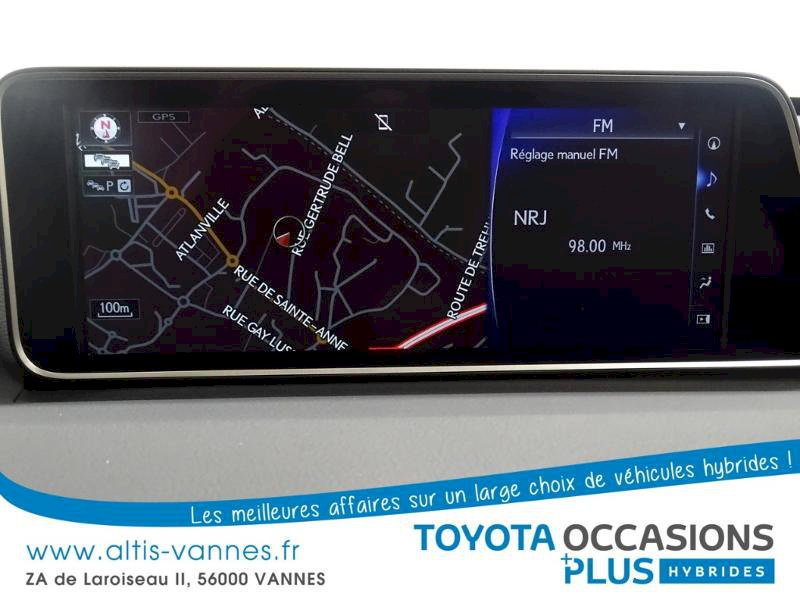 N
GPS
P
100m
ATLANVILLE
RUE GERTRUDE BELL
RUE DE SAINTE-ANNE
RUE GAY LUS
ROUTE DE TREH
FM
Réglage manuel FM
NRJ
98.00 MHz
Les meilleures affaires sur un large choix de véhicules hybrides !
www.altis-vannes.fr
ZA de Laroiseau II, 56000 VANNES
TOYOTA OCCASIONS
+PLUS HYBRIDES